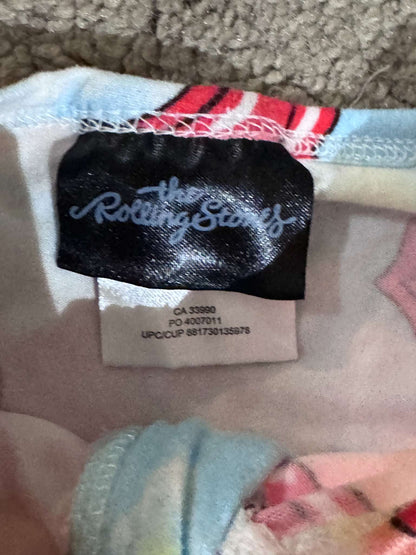 the
Rolling Stones
CA 33990
PO 4007011
UPC/CUP 881730135978